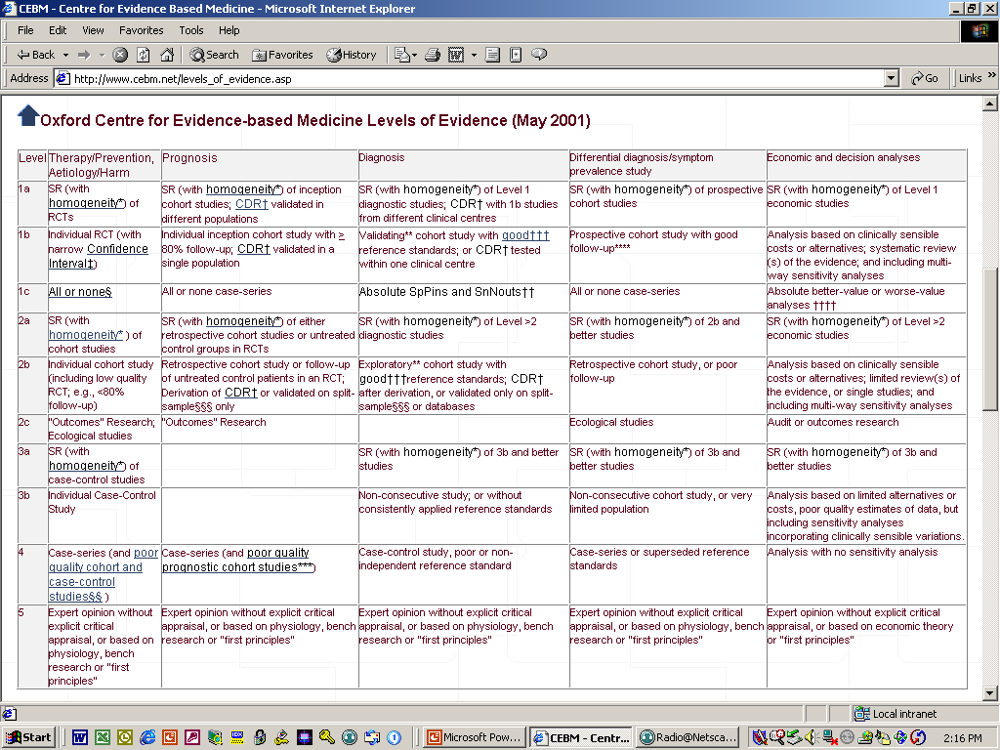 CEBM - Centre for Evidence Based Medicine - Microsoft Internet Explorer
File Edit View Favorites Tools Help
Back Search Favorites History
Address http://www.cebm.net/levels_of_evidence.asp Go Links »
Oxford Centre for Evidence-based Medicine Levels of Evidence (May 2001)
Level
Therapy/Prevention,
Aetiology/Harm
Prognosis
Diagnosis
Differential diagnosis/symptom
prevalence study
Economic and decision analyses
1a
SR (with
homogeneity*) of
RCTs
SR (with homogeneity*) of inception
cohort studies; CDR† validated in
different populations
SR (with homogeneity*) of Level 1
diagnostic studies; CDR† with 1b studies
from different clinical centres
SR (with homogeneity*) of prospective
cohort studies
SR (with homogeneity*) of Level 1
economic studies
1b
Individual RCT (with
narrow Confidence
Interval‡)
Individual inception cohort study with >
80% follow-up; CDR† validated in a
single population
Validating** cohort study with good†††
reference standards; or CDR† tested
within one clinical centre
Prospective cohort study with good
follow-up****
Analysis based on clinically sensible
costs or alternatives; systematic review
(s) of the evidence; and including multi-
way sensitivity analyses
1c
All or none§
All or none case-series
Absolute SpPins and SnNouts††
All or none case-series
Absolute better-value or worse-value
analyses ††††
2a
SR (with
homogeneity* ) of
cohort studies
SR (with homogeneity*) of either
retrospective cohort studies or untreated
control groups in RCTs
SR (with homogeneity*) of Level >2
diagnostic studies
SR (with homogeneity*) of 2b and
better studies
SR (with homogeneity*) of Level >2
economic studies
2b
Individual cohort study
(including low quality
RCT; e.g., <80%
follow-up)
Retrospective cohort study or follow-up
of untreated control patients in an RCT;
Derivation of CDR† or validated on split-
sample§§§ only
Exploratory** cohort study with
good†††reference standards; CDR†
after derivation, or validated only on split-
sample§§§ or databases
Retrospective cohort study, or poor
follow-up
Analysis based on clinically sensible
costs or alternatives; limited review(s) of
the evidence, or single studies; and
including multi-way sensitivity analyses
2c
"Outcomes" Research;
Ecological studies
"Outcomes" Research
Ecological studies
Audit or outcomes research
3a
SR (with
homogeneity*) of
case-control studies
SR (with homogeneity*) of 3b and better
studies
SR (with homogeneity*) of 3b and
better studies
SR (with homogeneity*) of 3b and
better studies
3b
Individual Case-Control
Study
Non-consecutive study; or without
consistently applied reference standards
Non-consecutive cohort study, or very
limited population
Analysis based on limited alternatives or
costs, poor quality estimates of data, but
including sensitivity analyses
incorporating clinically sensible variations.
4
Case-series (and poor
quality cohort and
case-control
studies§§ )
Case-series (and poor quality
prognostic cohort studies***)
Case-control study, poor or non-
independent reference standard
Case-series or superseded reference
standards
Analysis with no sensitivity analysis
5
Expert opinion without
explicit critical
appraisal, or based on
physiology, bench
research or "first
principles"
Expert opinion without explicit critical
appraisal, or based on physiology, bench
research or "first principles"
Expert opinion without explicit critical
appraisal, or based on physiology, bench
research or "first principles"
Expert opinion without explicit critical
appraisal, or based on physiology, bench
research or "first principles"
Expert opinion without explicit critical
appraisal, or based on economic theory
or "first principles"
Local intranet
Start Microsoft Pow... CEBM - Centr... Radio@Netsca... 2:16 PM